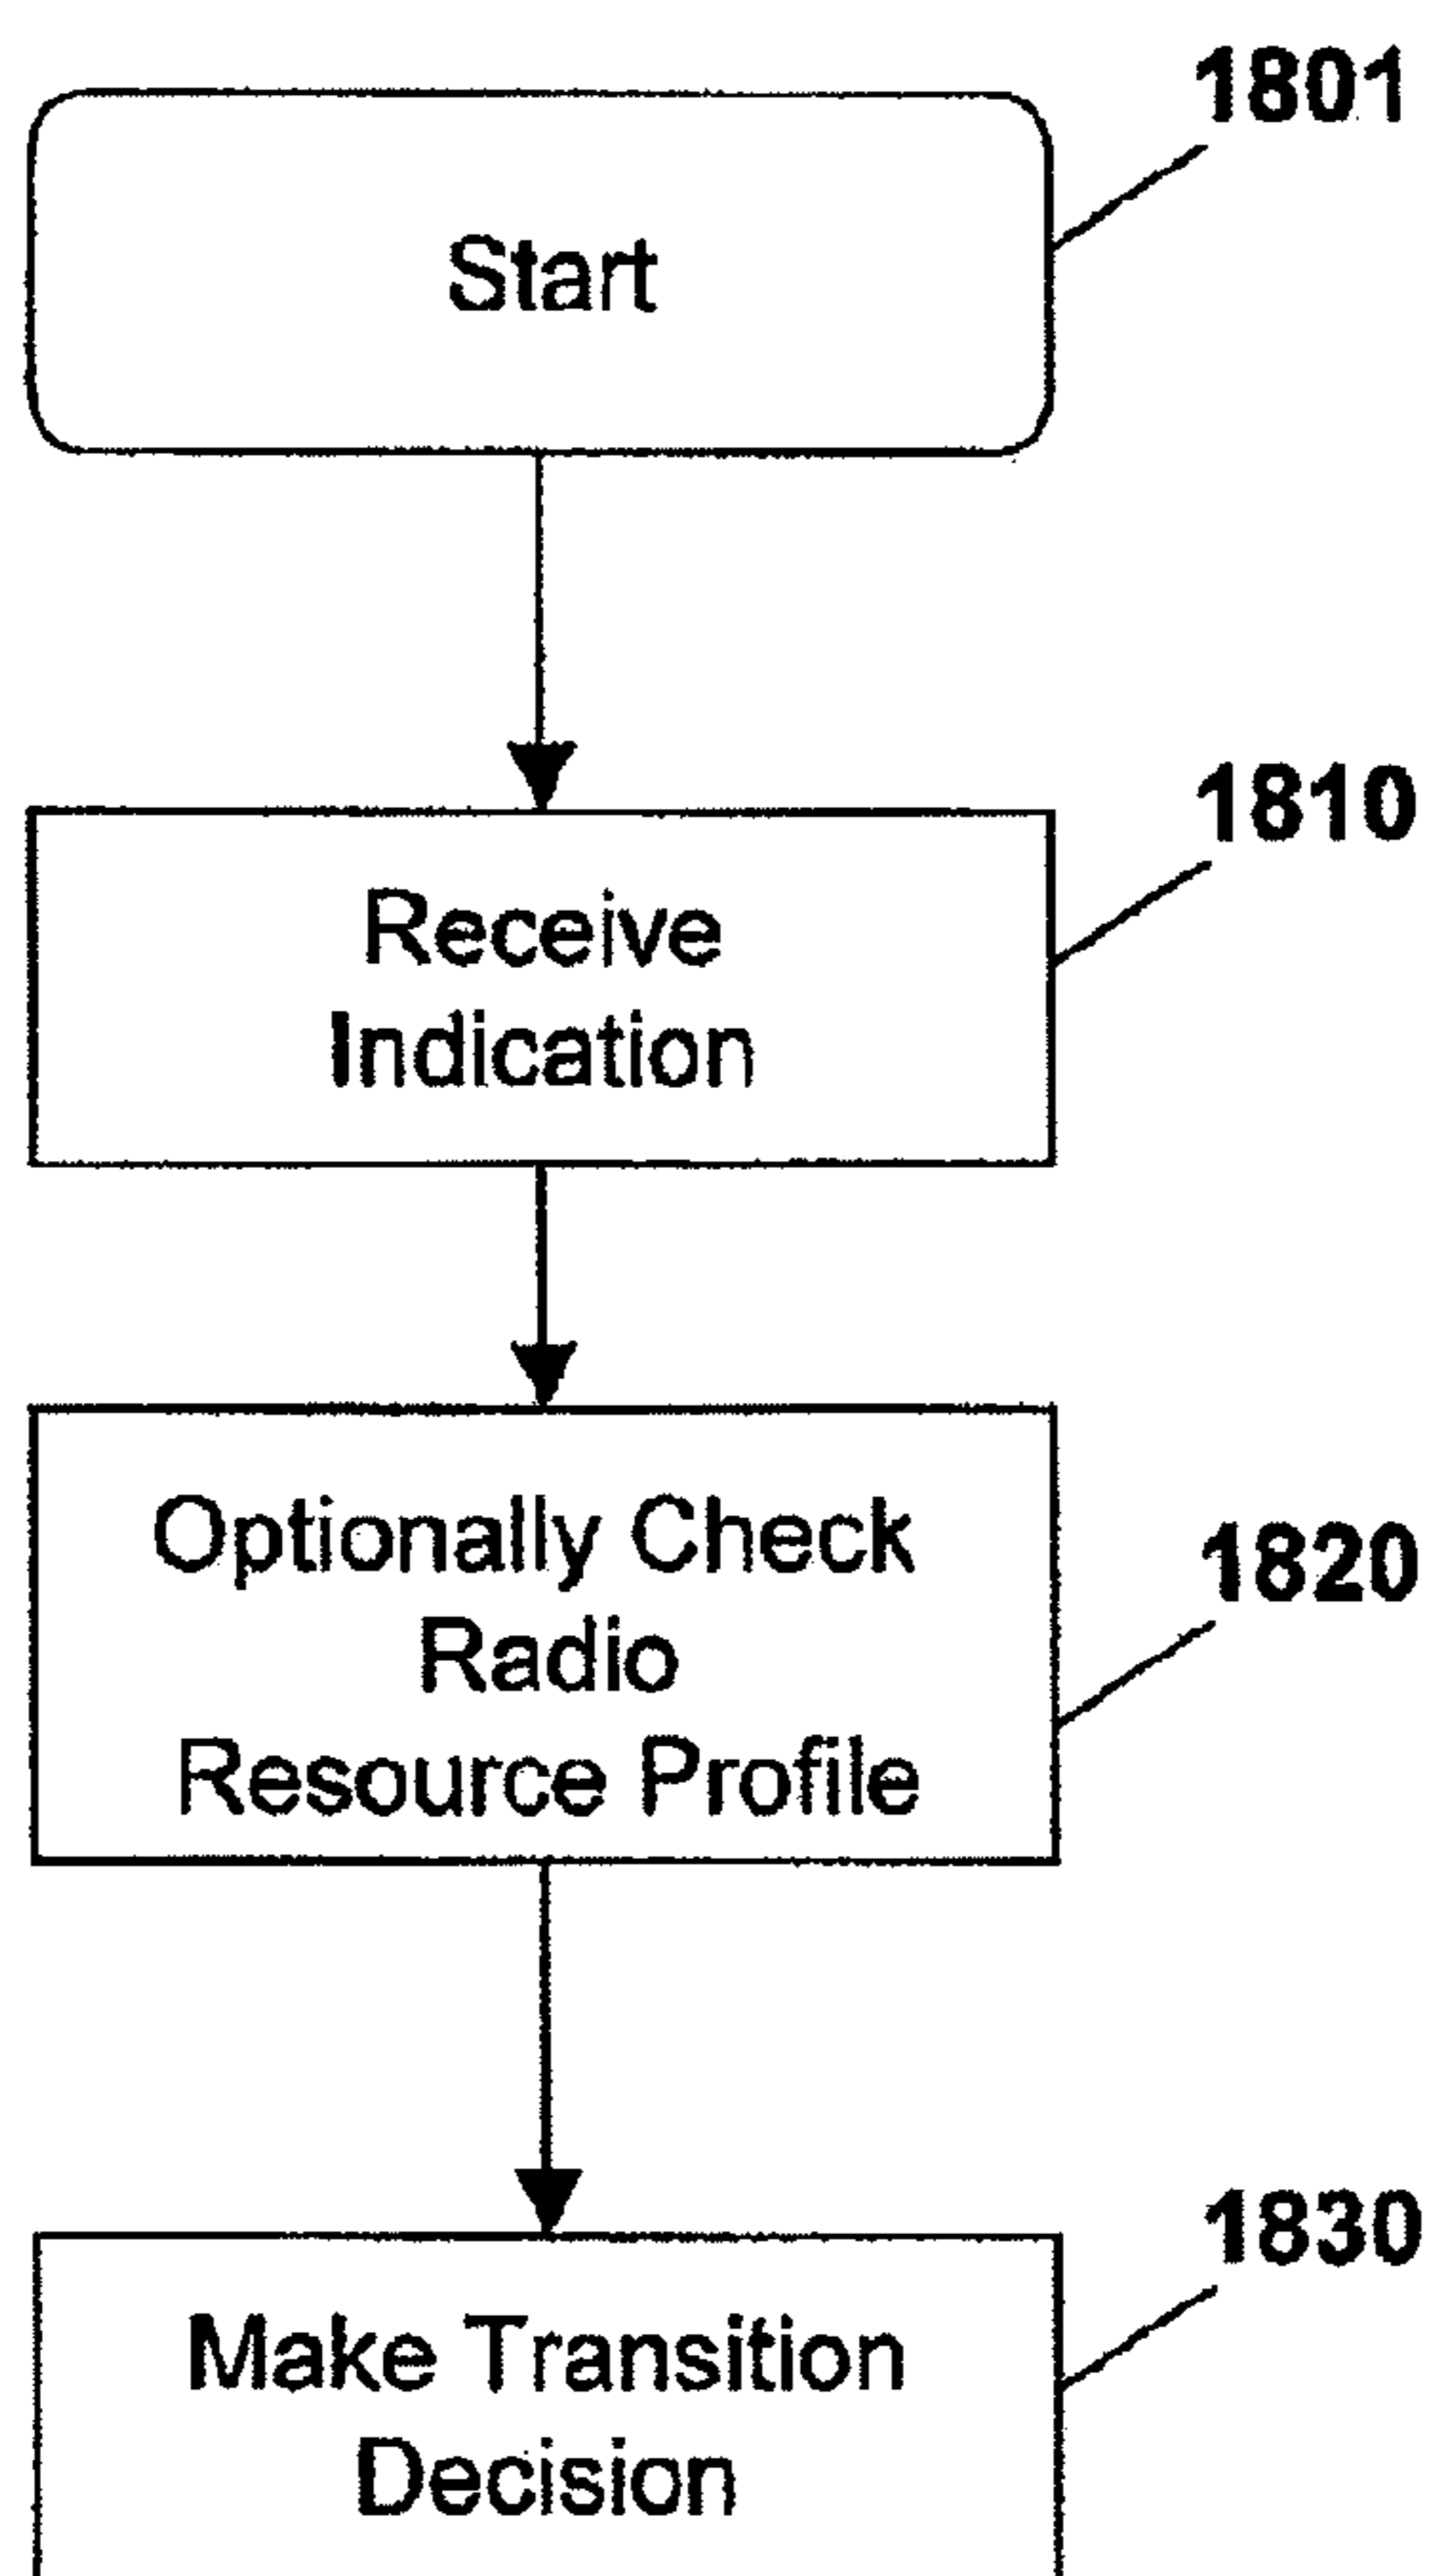 1801
Start
1810
Receive
Indication
Optionally Check
1820
Radio
Resource Profile
1830
Make Transition
Decision